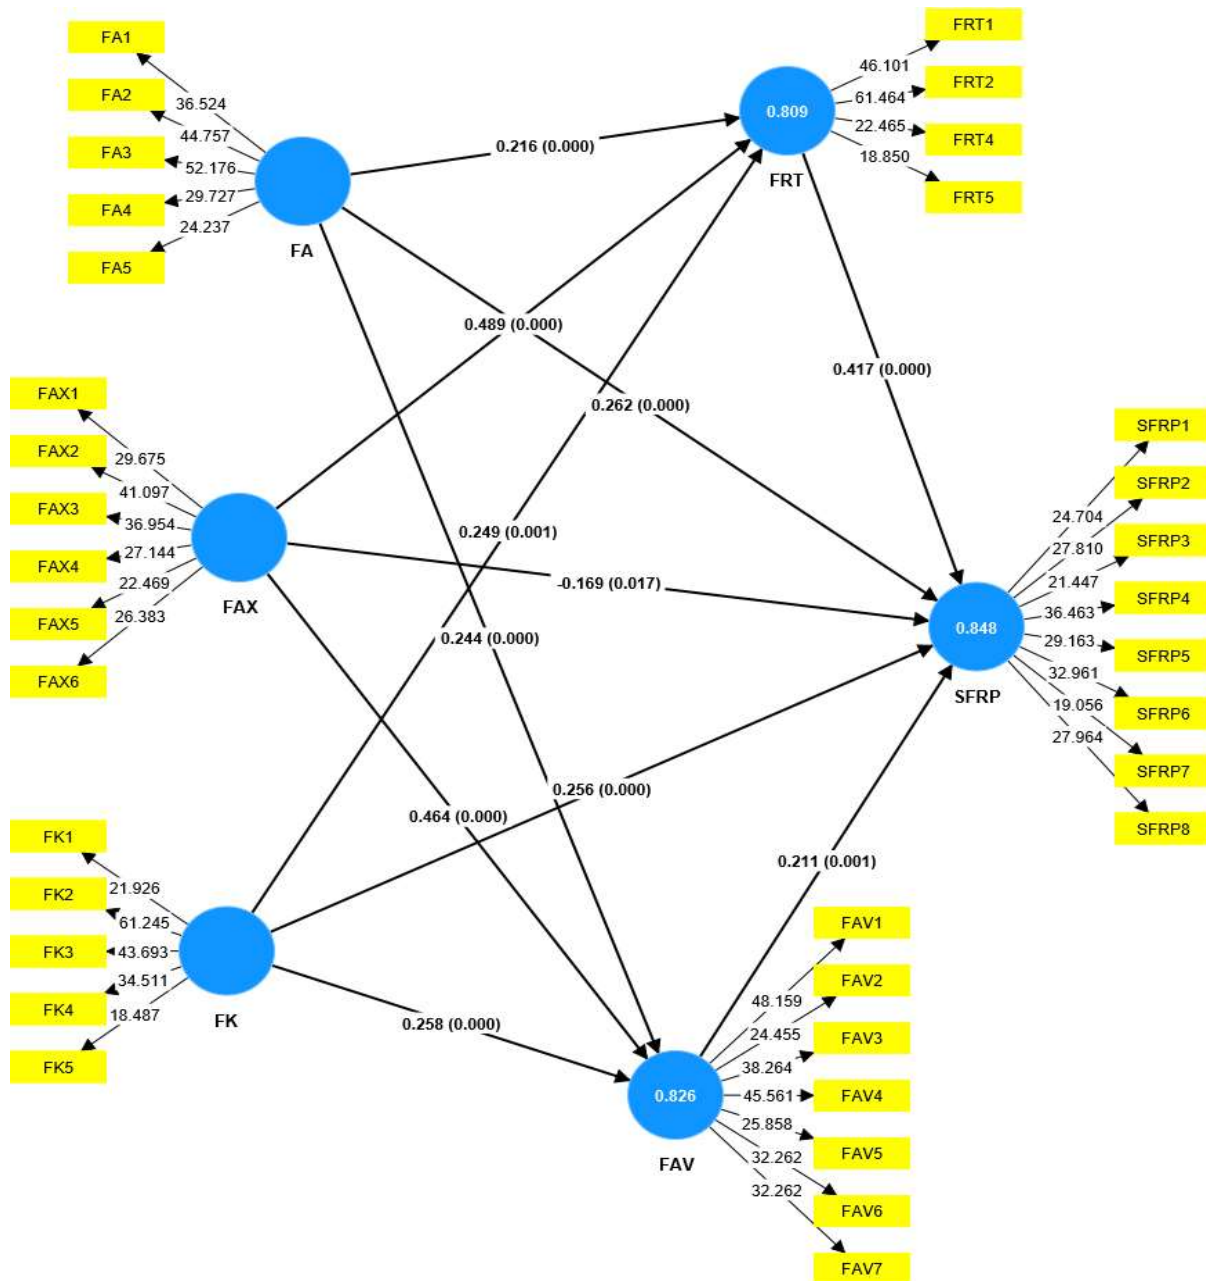 FA1
FA2
FA3
FA4
FA5
36.524
44.757
52.176
29.727
24.237
FA
0.216 (0.000)
0.809
FRT
46.101
61.464
22.465
18.850
FRT1
FRT2
FRT4
FRT5
0.489 (0.000)
0.417 (0.000)
0.262 (0.000)
FAX1
FAX2
FAX3
FAX4
FAX5
FAX6
29.675
41.097
36.954
27.144
22.469
26.383
FAX
0.249 (0.001)
-0.169 (0.017)
0.244 (0.000)
0.848
SFRP
24.704
27.810
21.447
36.463
29.163
32.961
19.056
27.964
SFRP1
SFRP2
SFRP3
SFRP4
SFRP5
SFRP6
SFRP7
SFRP8
0.256 (0.000)
0.464 (0.000)
0.211 (0.001)
FK1
FK2
FK3
FK4
FK5
21.926
61.245
43.693
34.511
18.487
FK
0.258 (0.000)
0.826
FAV
48.159
24.455
38.264
45.561
25.858
32.262
32.262
FAV1
FAV2
FAV3
FAV4
FAV5
FAV6
FAV7